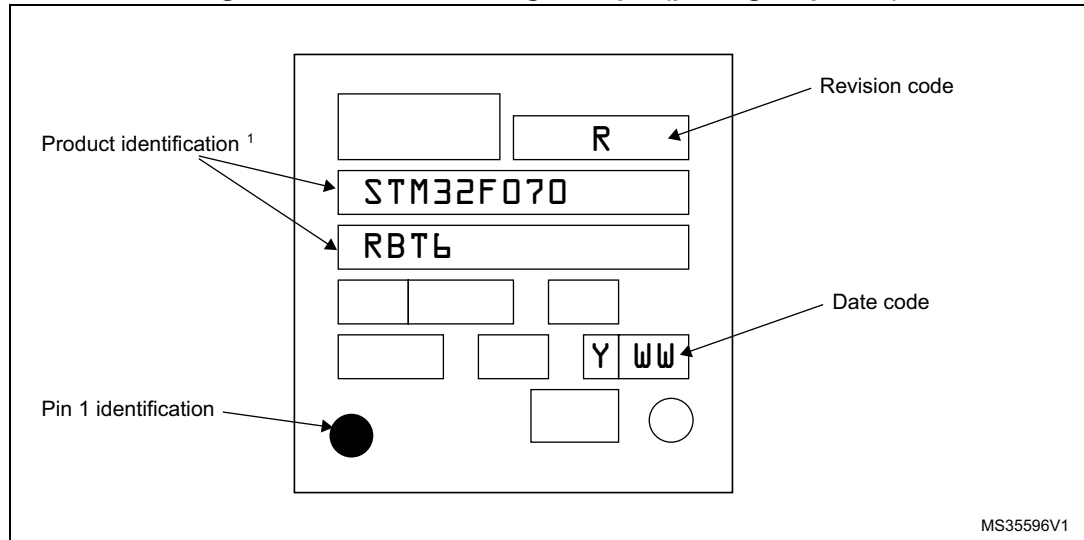 Revision code
R
Product identification 1
STM32F070
RBT6
Date code
Y WW
Pin 1 identification
MS35596V1